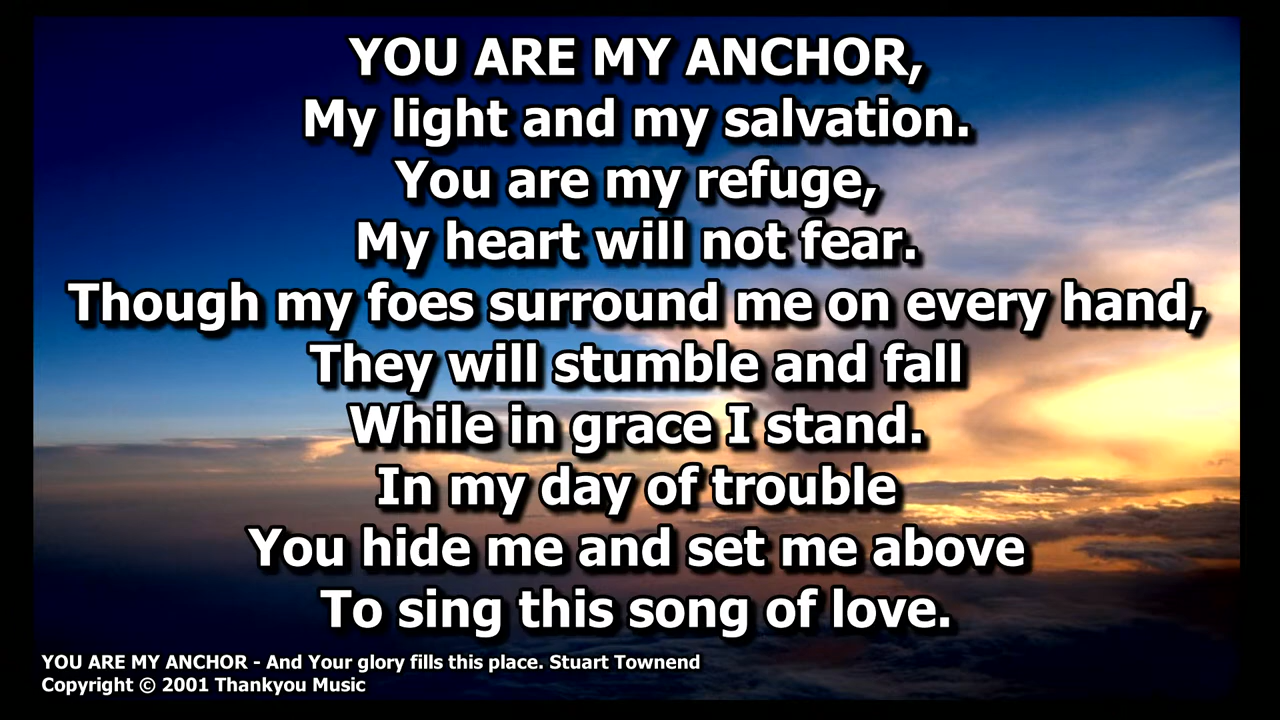 YOU ARE MY ANCHOR,
My light and my salvation.
You are my refuge,
My heart will not fear.
Though my foes surround me on every hand,
They will stumble and fall
While in grace I stand.
In my day of trouble
You hide me and set me above
To sing this song of love.
YOU ARE MY ANCHOR - And Your glory fills this place. Stuart Townend
Copyright © 2001 Thankyou Music